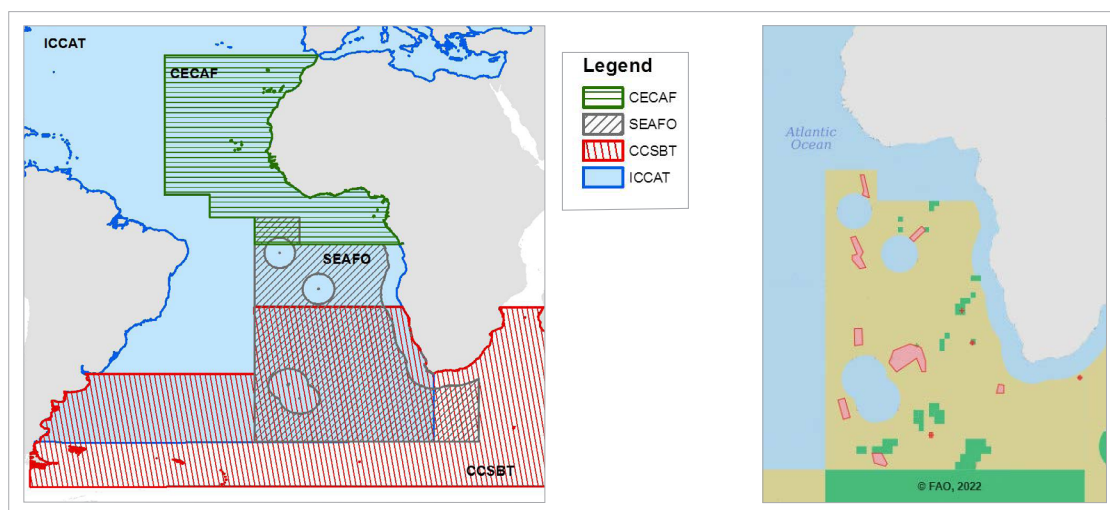 ICCAT
CECAF
SEAFO
CCSBT
Legend
CECAF
SEAFO
CCSBT
ICCAT
Atlantic
Ocean
© FAO, 2022